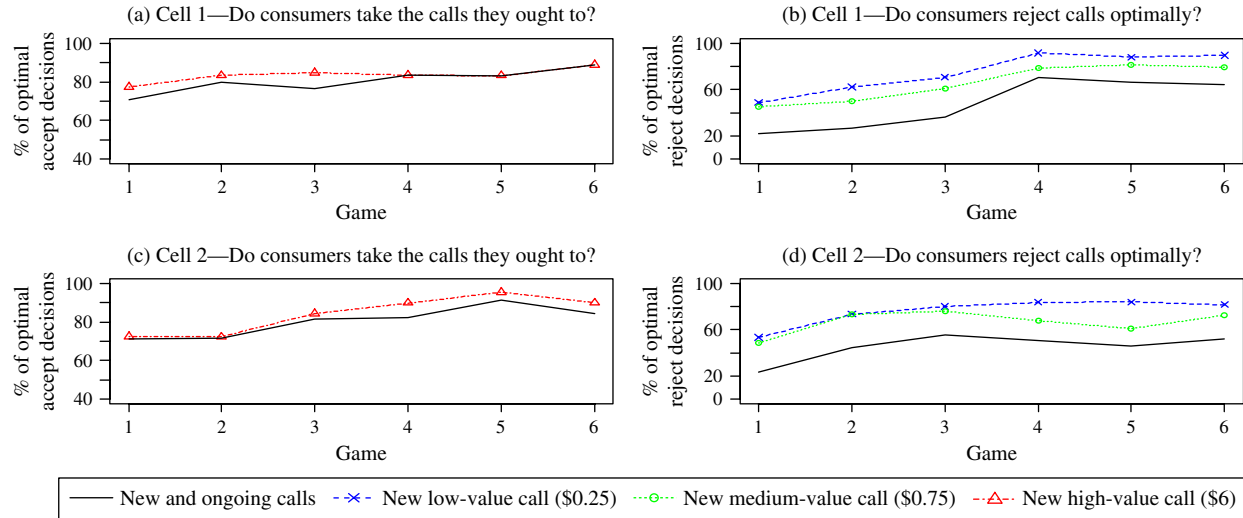 (a) Cell 1—Do consumers take the calls they ought to?
% of optimal
accept decisions
100
80
60
40
1 2 3 4 5 6
Game
(b) Cell 1—Do consumers reject calls optimally?
% of optimal
reject decisions
100
60
20
0
1 2 3 4 5 6
Game
(c) Cell 2—Do consumers take the calls they ought to?
% of optimal
accept decisions
100
80
60
40
1 2 3 4 5 6
Game
(d) Cell 2—Do consumers reject calls optimally?
% of optimal
reject decisions
100
60
20
0
1 2 3 4 5 6
Game
New and ongoing calls New low-value call ($0.25) New medium-value call ($0.75) New high-value call ($6)